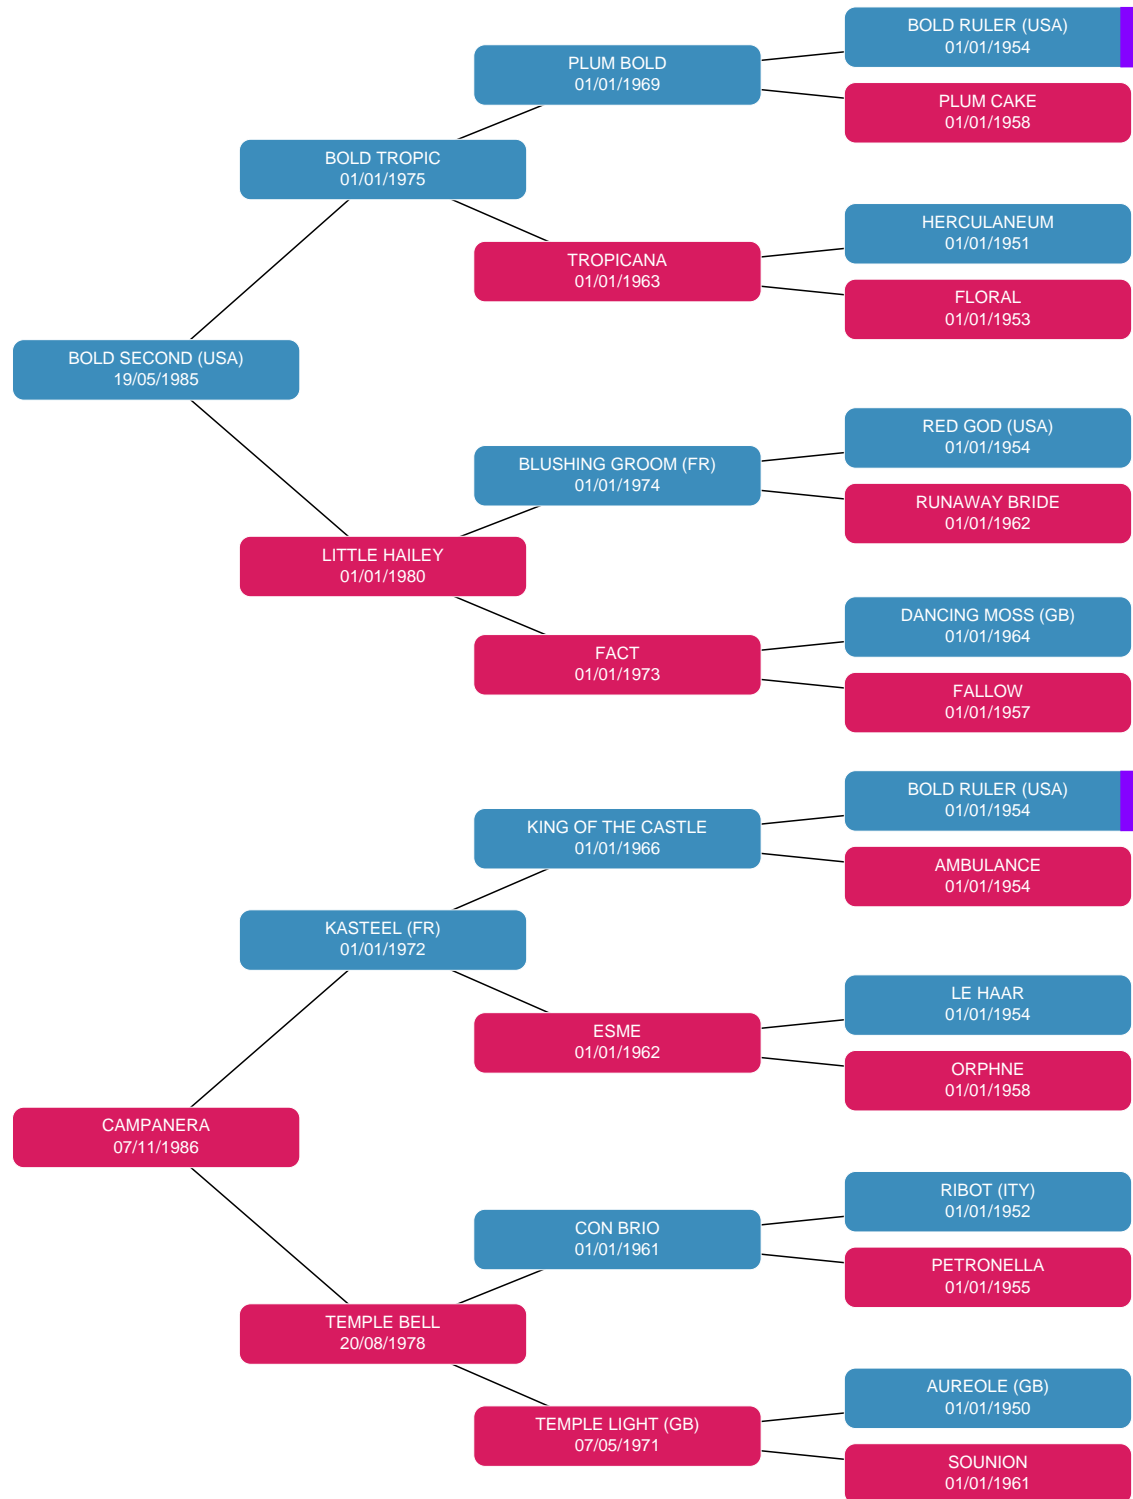 BOLD RULER (USA)
01/01/1954
PLUM BOLD
01/01/1969
PLUM CAKE
01/01/1958
BOLD TROPIC
01/01/1975
HERCULANEUM
01/01/1951
TROPICANA
01/01/1963
FLORAL
01/01/1953
BOLD SECOND (USA)
19/05/1985
RED GOD (USA)
01/01/1954
BLUSHING GROOM (FR)
01/01/1974
RUNAWAY BRIDE
01/01/1962
LITTLE HAILEY
01/01/1980
DANCING MOSS (GB)
01/01/1964
FACT
01/01/1973
FALLOW
01/01/1957
BOLD RULER (USA)
01/01/1954
KING OF THE CASTLE
01/01/1966
AMBULANCE
01/01/1954
KASTEEL (FR)
01/01/1972
LE HAAR
01/01/1954
ESME
01/01/1962
ORPHNE
01/01/1958
CAMPANERA
07/11/1986
RIBOT (ITY)
01/01/1952
CON BRIO
01/01/1961
PETRONELLA
01/01/1955
TEMPLE BELL
20/08/1978
AUREOLE (GB)
01/01/1950
TEMPLE LIGHT (GB)
07/05/1971
SOUNION
01/01/1961